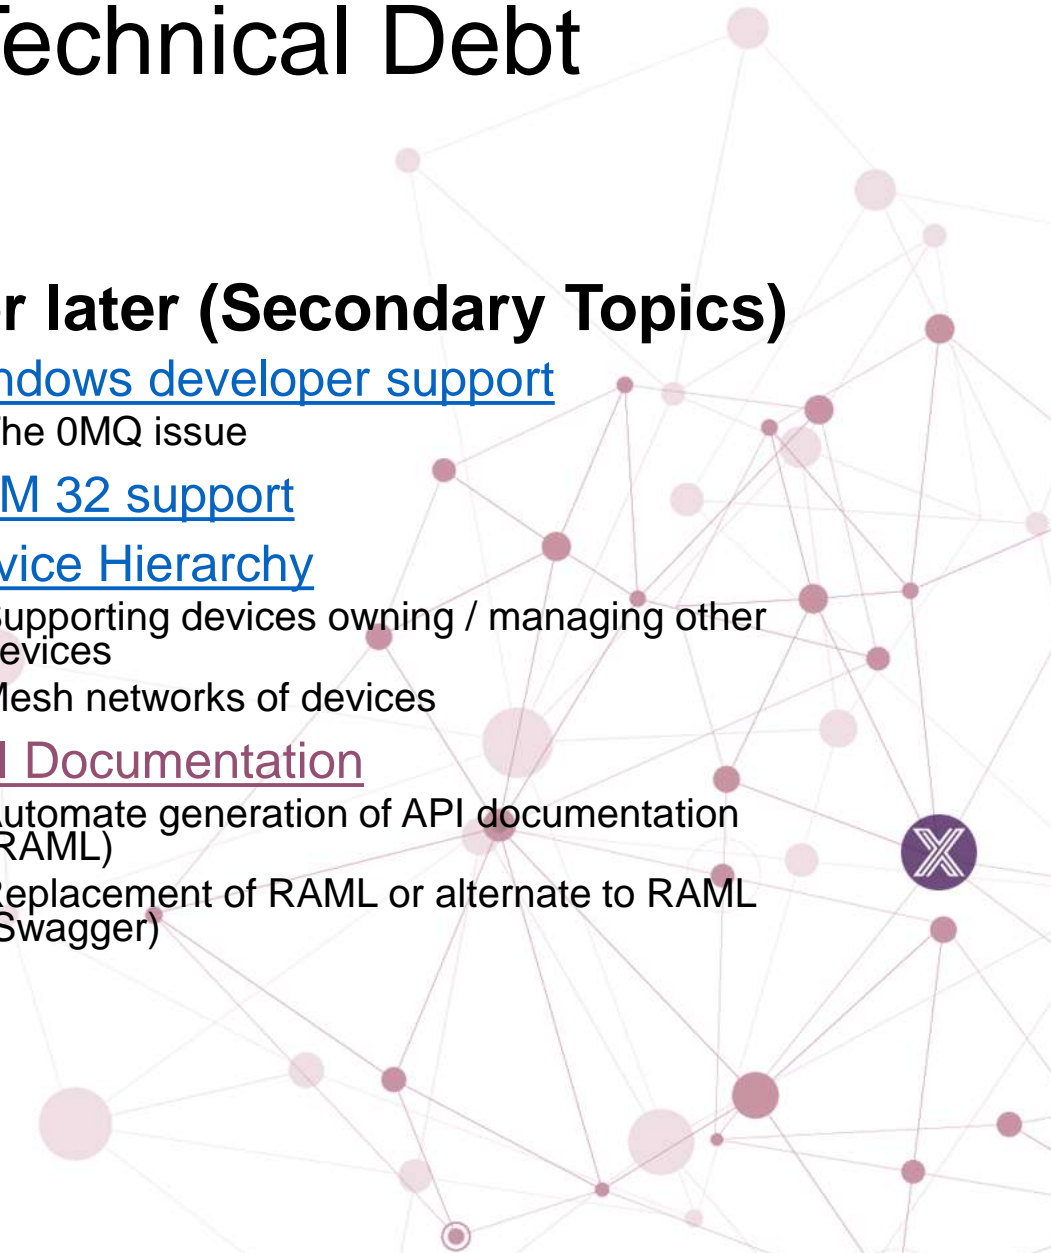 echnical Debt
r later (Secondary Topics)
ndows developer support
he 0MQ issue
M 32 support
vice Hierarchy
upporting devices owning / managing other
evices
esh networks of devices
Documentation
utomate generation of API documentation
RAML)
eplacement of RAML or alternate to RAML
Swagger)